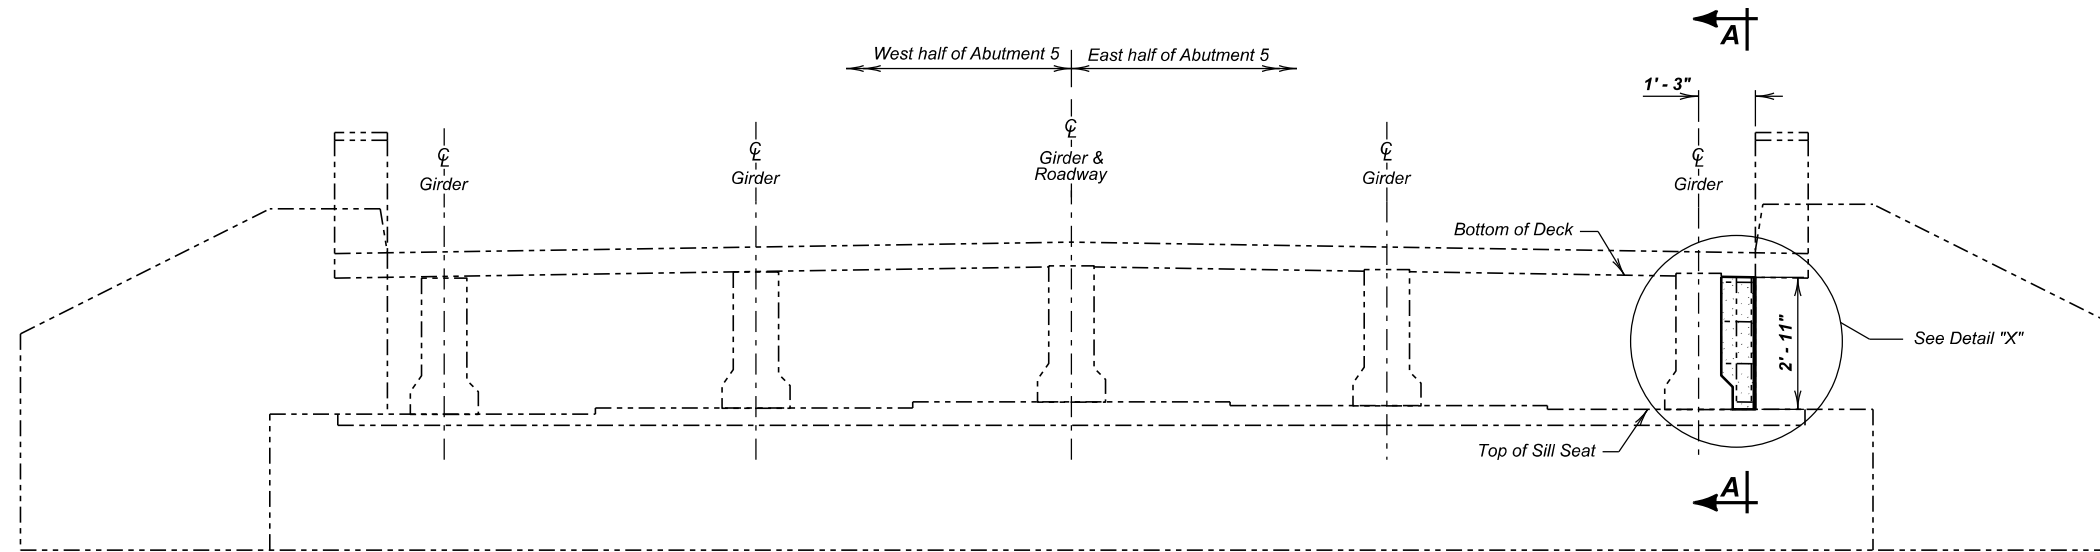 A
West half of Abutment 5
East half of Abutment 5
1' - 3"
℄
Girder
℄
Girder
℄
Girder &
Roadway
℄
Girder
℄
Girder
Bottom of Deck
2' - 11"
See Detail "X"
Top of Sill Seat
A